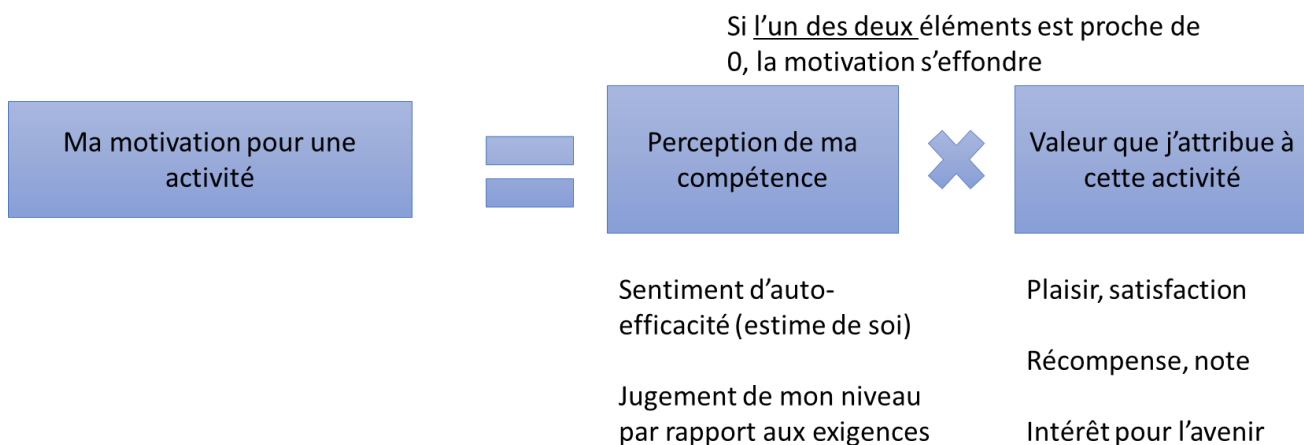 Si l’un des deux éléments est proche de
0, la motivation s’effondre
Ma motivation pour une
activité
Perception de ma
compétence
Valeur que j’attribue à
cette activité
Sentiment d’auto-
efficacité (estime de soi)
Jugement de mon niveau
par rapport aux exigences
Plaisir, satisfaction
Récompense, note
Intérêt pour l’avenir